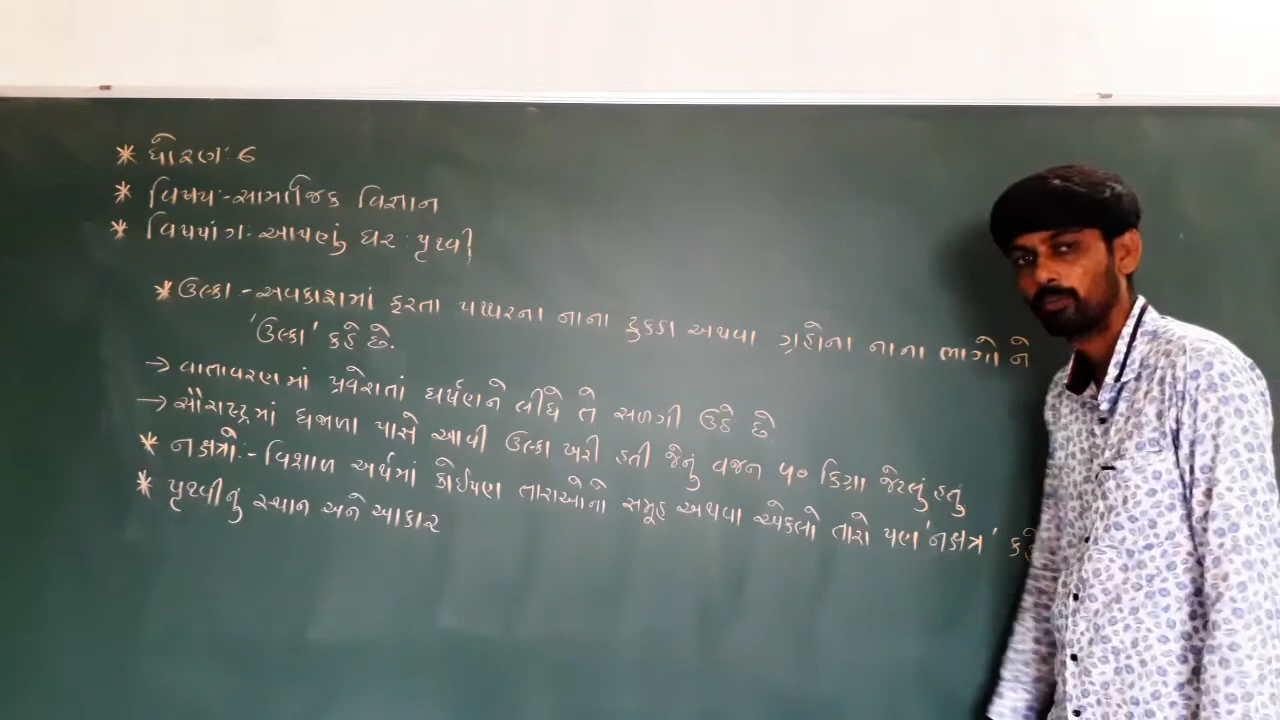 * ધોરણ: 6
* વિષય:-સામાજિક વિજ્ઞાન
* વિષયાંગ:-આપણું ઘર : પૃથ્વી
* ઉલ્કા - અવકાશમાં ફરતા પથ્થરના નાના ટુકડા અથવા ગ્રહોના નાના ભાગો ને
'ઉલ્કા' કહે છે.
→ વાતાવરણમાં પ્રવેશતાં ઘર્ષણને લીધે તે સળગી ઉઠે છે.
→ સૌરાષ્ટ્રમાં ધજાળા પાસે આવી ઉલ્કા ખરી હતી જેનું વજન ૫૦ કિગ્રા જેટલું હતું
* નક્ષત્રો:- વિશાળ અર્થમાં કોઈપણ તારાઓનો સમૂહ અથવા એકલો તારો પણ 'નક્ષત્ર'
* પૃથ્વીનું સ્થાન અને આકાર